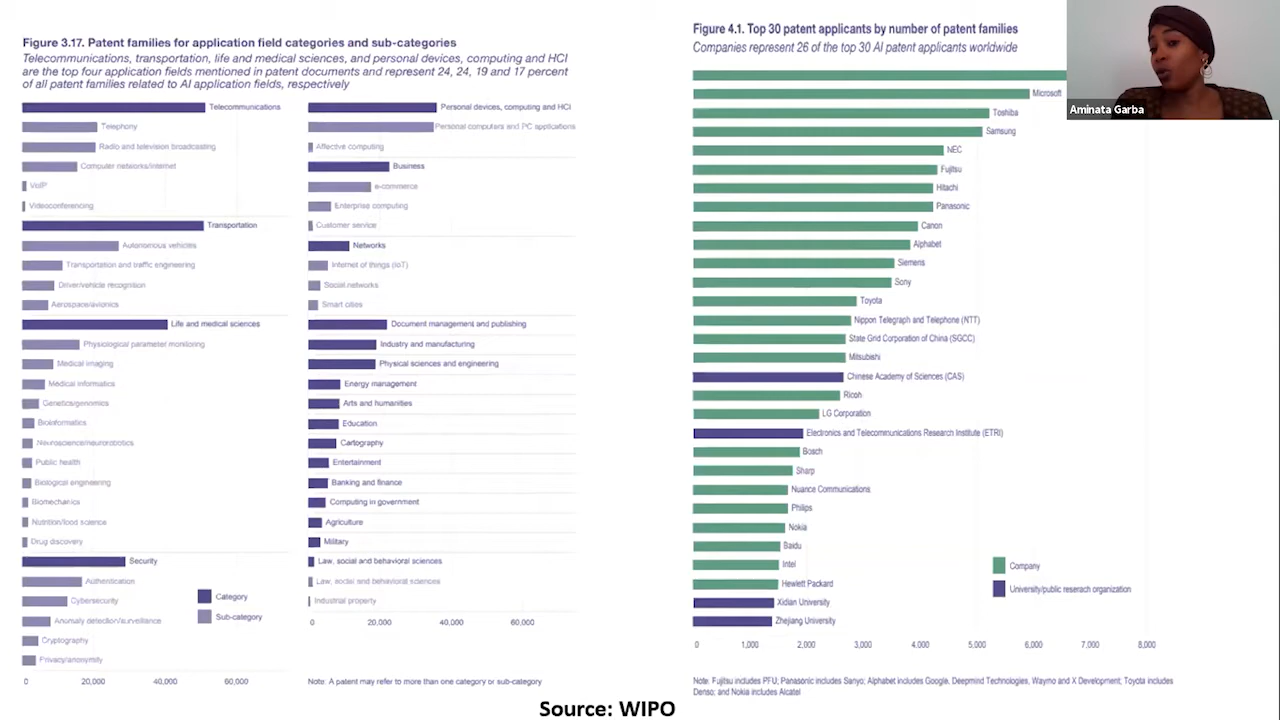 Figure 3.17. Patent families for application field categories and sub-categories
Telecommunications, transportation, life and medical sciences, and personal devices, computing and HCI
are the top four application fields mentioned in patent documents and represent 24, 24, 19 and 17 percent
of all patent families related to AI application fields, respectively
Telecommunications
Telephony
Radio and television broadcasting
Computer networks/internet
VoIP
Videoconferencing
Transportation
Autonomous vehicles
Transportation and traffic engineering
Driver/vehicle recognition
Aerospace/avionics
Life and medical sciences
Physiological parameter monitoring
Medical imaging
Medical informatics
Genetics/genomics
Bioinformatics
Neuroscience/neurorobotics
Public health
Biological engineering
Biomechanics
Nutrition/food science
Drug discovery
Security
Authentication
Cybersecurity
Anomaly detection/surveillance
Cryptography
Privacy/anonymity
0 20,000 40,000 60,000
Category
Sub-category
Personal devices, computing and HCI
Personal computers and PC applications
Affective computing
Business
e-commerce
Enterprise computing
Customer service
Networks
Internet of things (IoT)
Social networks
Smart cities
Document management and publishing
Industry and manufacturing
Physical sciences and engineering
Energy management
Arts and humanities
Education
Cartography
Entertainment
Banking and finance
Computing in government
Agriculture
Military
Law, social and behavioral sciences
Law, social and behavioral sciences
Industrial property
0 20,000 40,000 60,000
Note: A patent may refer to more than one category or sub-category
Figure 4.1. Top 30 patent applicants by number of patent families
Companies represent 26 of the top 30 AI patent applicants worldwide
Microsoft
Toshiba
Samsung
NEC
Fujitsu
Hitachi
Panasonic
Canon
Alphabet
Siemens
Sony
Toyota
Nippon Telegraph and Telephone (NTT)
State Grid Corporation of China (SGCC)
Mitsubishi
Chinese Academy of Sciences (CAS)
Ricoh
LG Corporation
Electronics and Telecommunications Research Institute (ETRI)
Bosch
Sharp
Nuance Communications
Philips
Nokia
Baidu
Intel
Hewlett Packard
Xidian University
Zhejiang University
Company
University/public reserach organization
0 1,000 2,000 3,000 4,000 5,000 6,000 7,000 8,000
Note: Fujitsu includes PFU; Panasonic includes Sanyo; Alphabet includes Google, Deepmind Technologies, Waymo and X Development; Toyota includes
Denso; and Nokia includes Alcatel
Source: WIPO
Aminata Garba